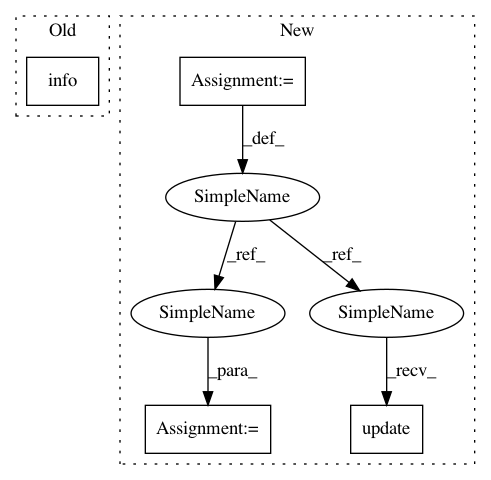 Old
New
info
Assignment:=
_def_
SimpleName
_ref_
_ref_
SimpleName
SimpleName
_para_
_recv_
Assignment:=
update